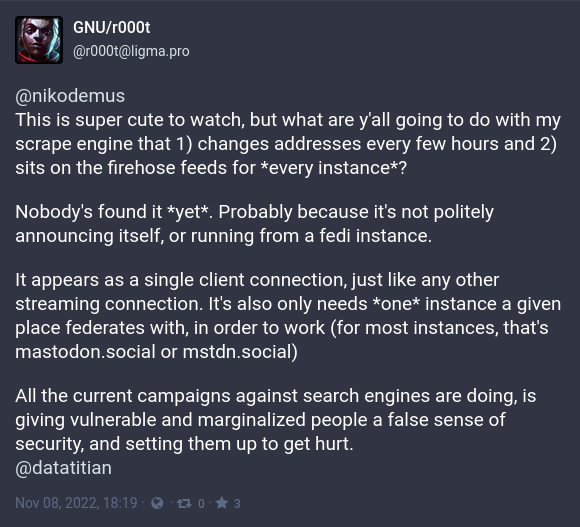 GNU/r000t
@r000t@ligma.pro
@nikodemus
This is super cute to watch, but what are y'all going to do with my
scrape engine that 1) changes addresses every few hours and 2)
sits on the firehose feeds for *every instance*?
Nobody's found it *yet*. Probably because it's not politely
announcing itself, or running from a fedi instance.
It appears as a single client connection, just like any other
streaming connection. It's also only needs *one* instance a given
place federates with, in order to work (for most instances, that's
mastodon.social or mstdn.social)
All the current campaigns against search engines are doing, is
giving vulnerable and marginalized people a false sense of
security, and setting them up to get hurt.
@datatitian
Nov 08, 2022, 18:19 · · 0 · 3